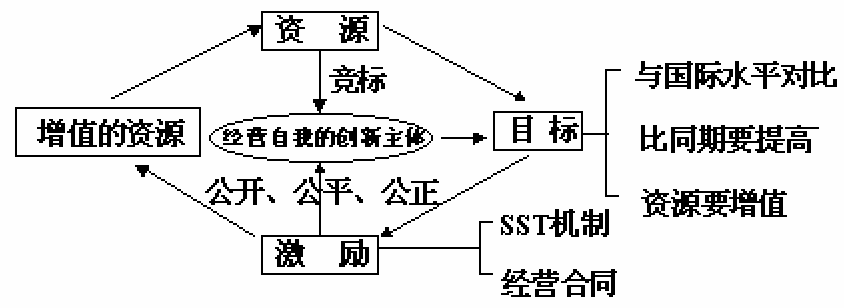 资 源
竞标
与国际水平对比
增值的资源
经营自我的创新主体
目 标
比同期要提高
公开、公平、公正
资源要增值
SST机制
激 励
经营合同